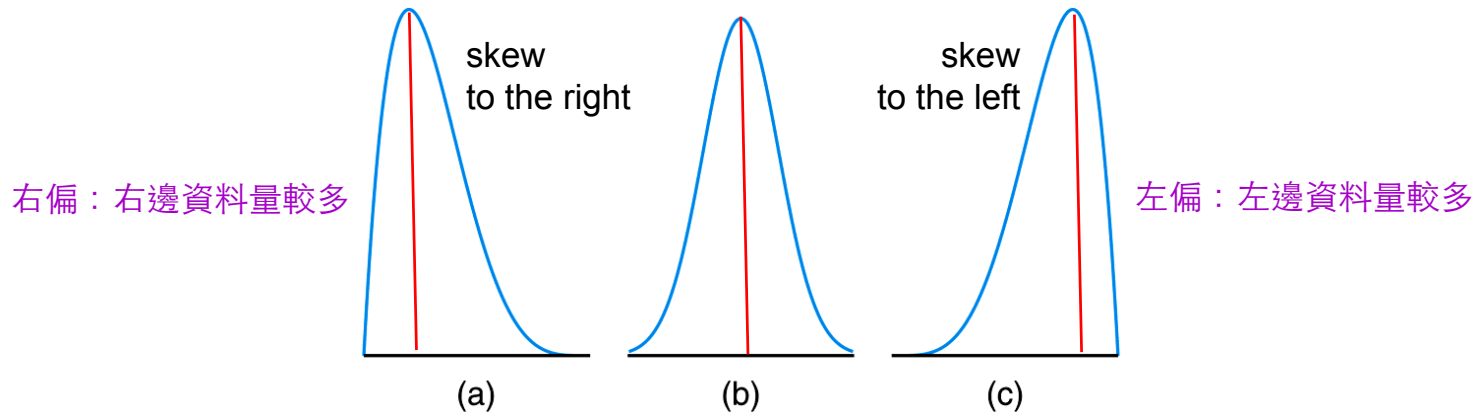 skew
to the right
skew
to the left
右偏：右邊資料量較多
左偏：左邊資料量較多
(a)
(b)
(c)